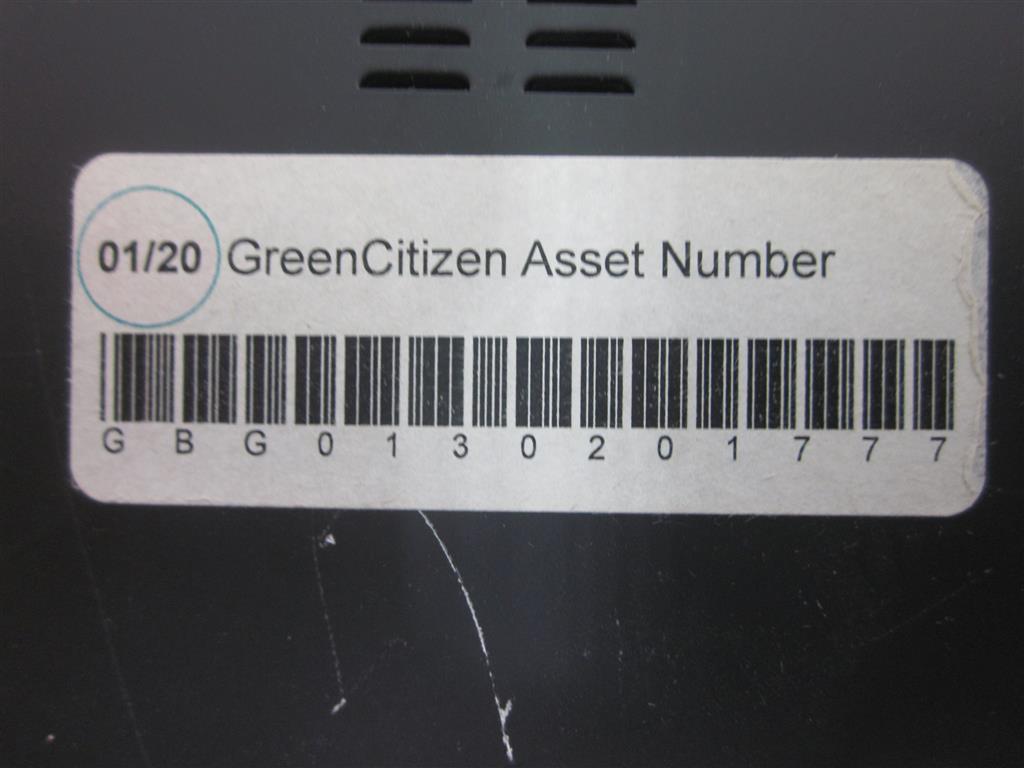 01/20 GreenCitizen Asset Number
G B G 0 1 3 0 2 0 1 7 7 7